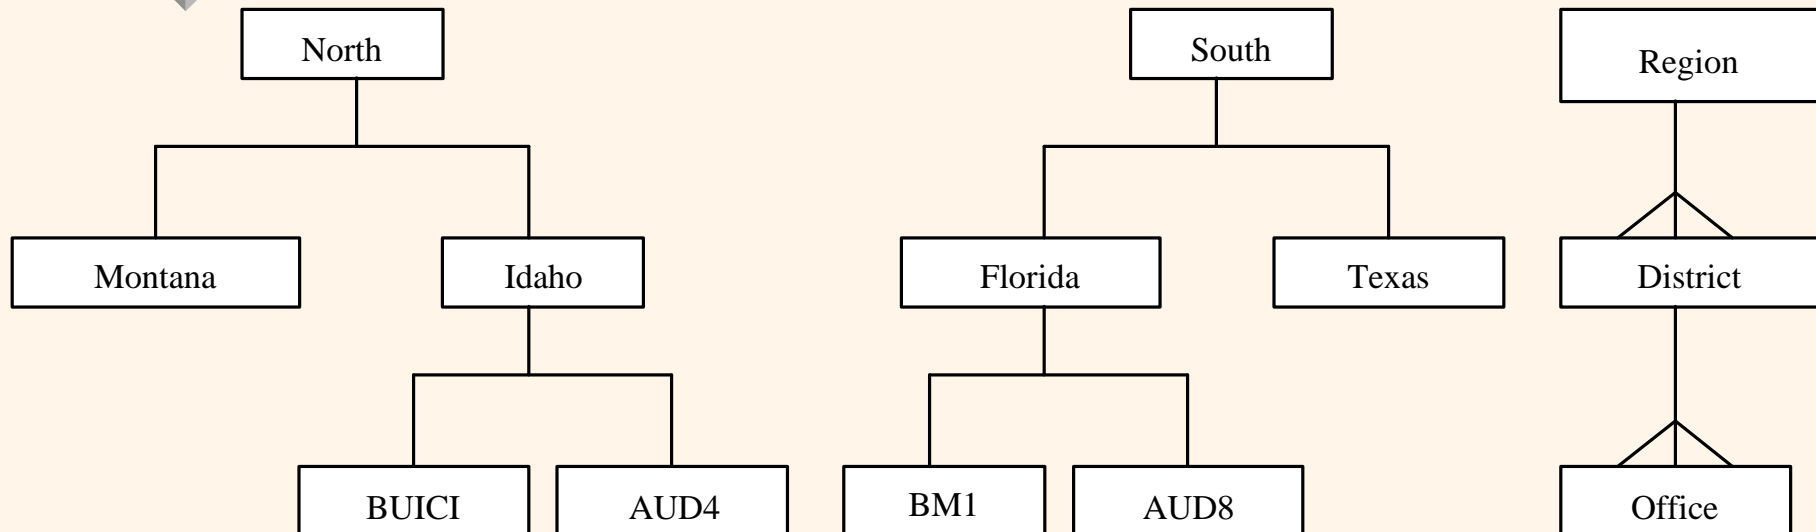 North
South
Region
Montana
Idaho
Florida
Texas
District
BUICI
AUD4
BM1
AUD8
Office